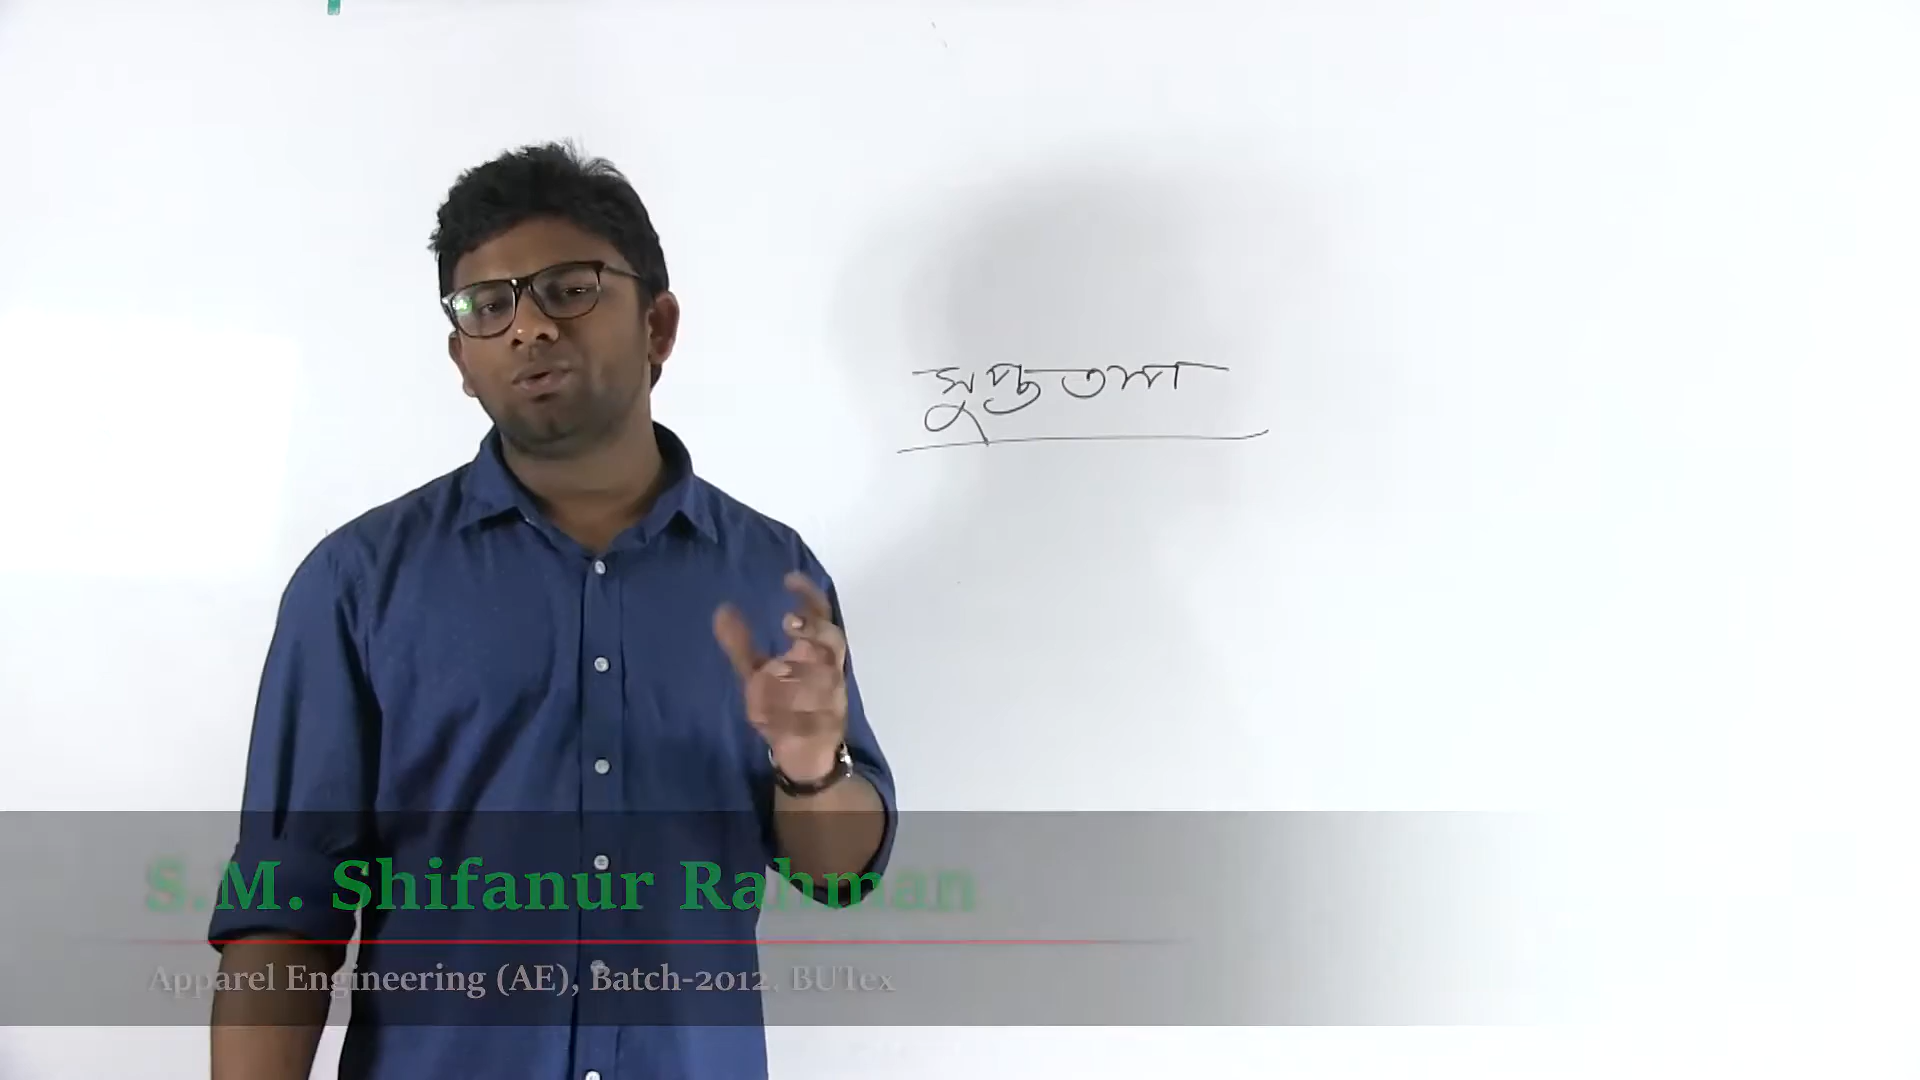 সুপ্ততাপ
S.M. Shifanur Rahman
Apparel Engineering (AE), Batch-2012, BUTex